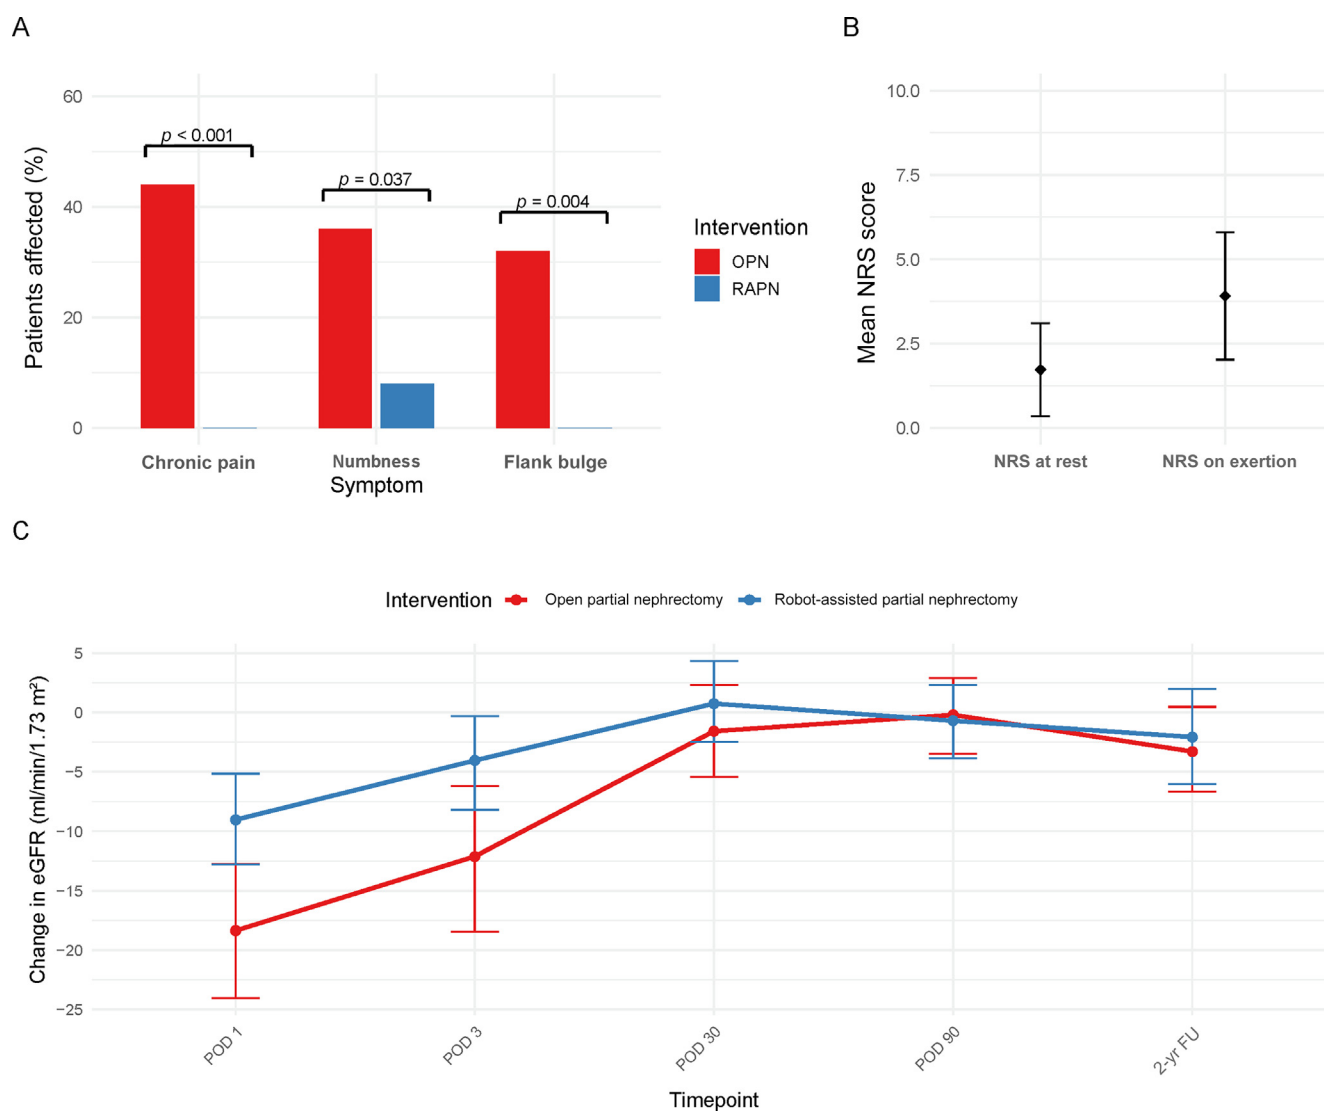 A
Patients affected (%)
60
40
20
0
p < 0.001
p = 0.037
p = 0.004
Chronic pain
Numbness
Flank bulge
Symptom
Intervention
OPN
RAPN
B
Mean NRS score
10.0
7.5
5.0
2.5
0.0
NRS at rest
NRS on exertion
C
Intervention Open partial nephrectomy Robot-assisted partial nephrectomy
Change in eGFR (ml/min/1.73 m²)
5
0
−5
−10
−15
−20
−25
POD 1
POD 3
POD 30
POD 90
2-yr FU
Timepoint